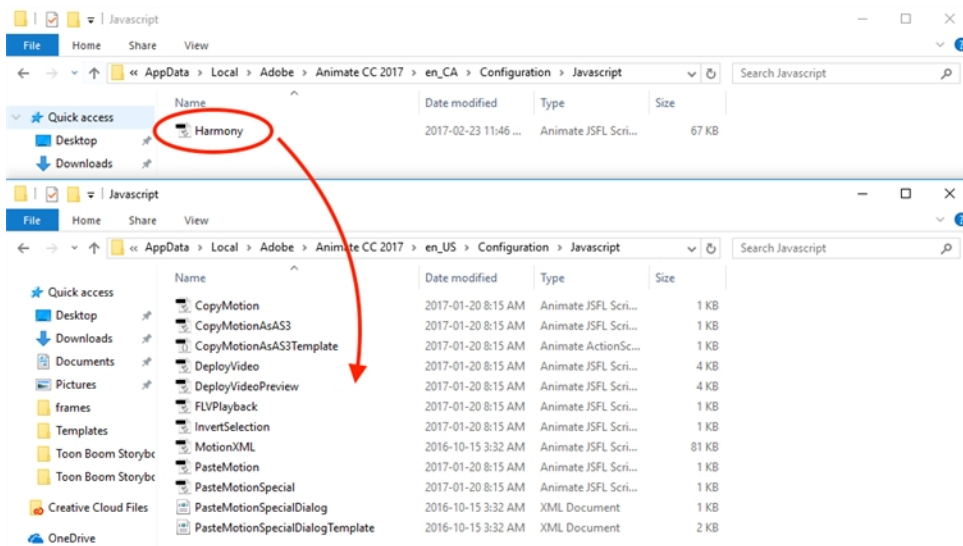 Javascript
File Home Share View
« AppData > Local > Adobe > Animate CC 2017 > en_CA > Configuration > Javascript Search Javascript
Name Date modified Type Size
Quick access
Harmony 2017-02-23 11:46 ... Animate JSFL Scri... 67 KB
Desktop
Downloads
Javascript
File Home Share View
« AppData > Local > Adobe > Animate CC 2017 > en_US > Configuration > Javascript Search Javascript
Name Date modified Type Size
Quick access
CopyMotion 2017-01-20 8:15 AM Animate JSFL Scri... 1 KB
Desktop
CopyMotionAsAS3 2017-01-20 8:15 AM Animate JSFL Scri... 1 KB
Downloads
CopyMotionAsAS3Template 2017-01-20 8:15 AM Animate ActionSc... 1 KB
Documents
DeployVideo 2017-01-20 8:15 AM Animate JSFL Scri... 4 KB
Pictures
DeployVideoPreview 2017-01-20 8:15 AM Animate JSFL Scri... 4 KB
frames
FLVPlayback 2017-01-20 8:15 AM Animate JSFL Scri... 1 KB
Templates
InvertSelection 2017-01-20 8:15 AM Animate JSFL Scri... 1 KB
Toon Boom Storybo
MotionXML 2016-10-15 3:32 AM Animate JSFL Scri... 81 KB
Toon Boom Storybo
PasteMotion 2017-01-20 8:15 AM Animate JSFL Scri... 1 KB
PasteMotionSpecial 2017-01-20 8:15 AM Animate JSFL Scri... 1 KB
Creative Cloud Files
PasteMotionSpecialDialog 2016-10-15 3:32 AM XML Document 1 KB
PasteMotionSpecialDialogTemplate 2016-10-15 3:32 AM XML Document 2 KB
OneDrive